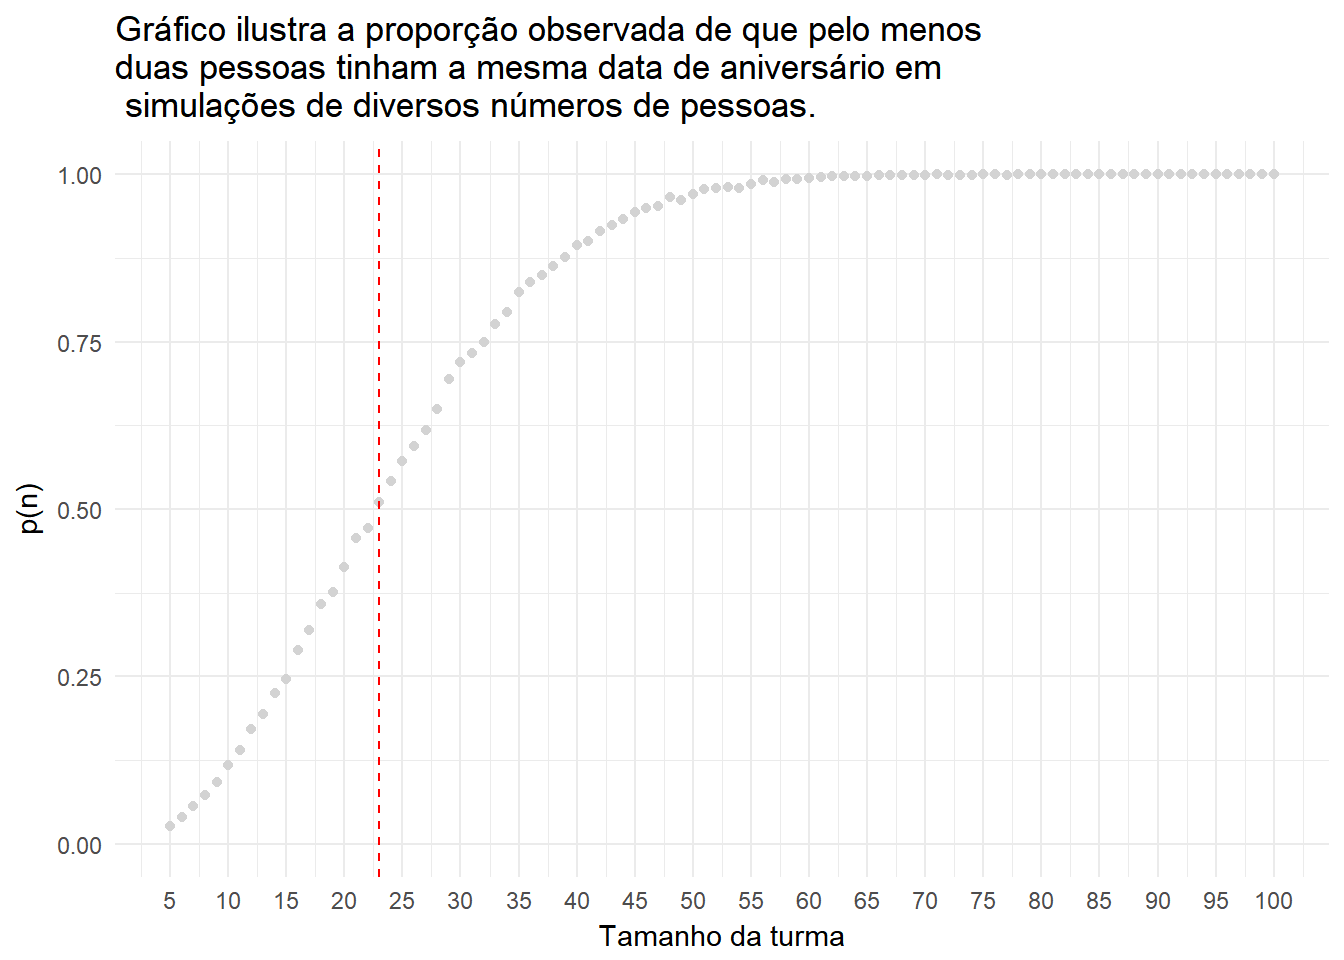 Gráfico ilustra a proporção observada de que pelo menos
duas pessoas tinham a mesma data de aniversário em
simulações de diversos números de pessoas.
1.00
0.75
0.50
0.25
0.00
p(n)
5 10 15 20 25 30 35 40 45 50 55 60 65 70 75 80 85 90 95 100
Tamanho da turma